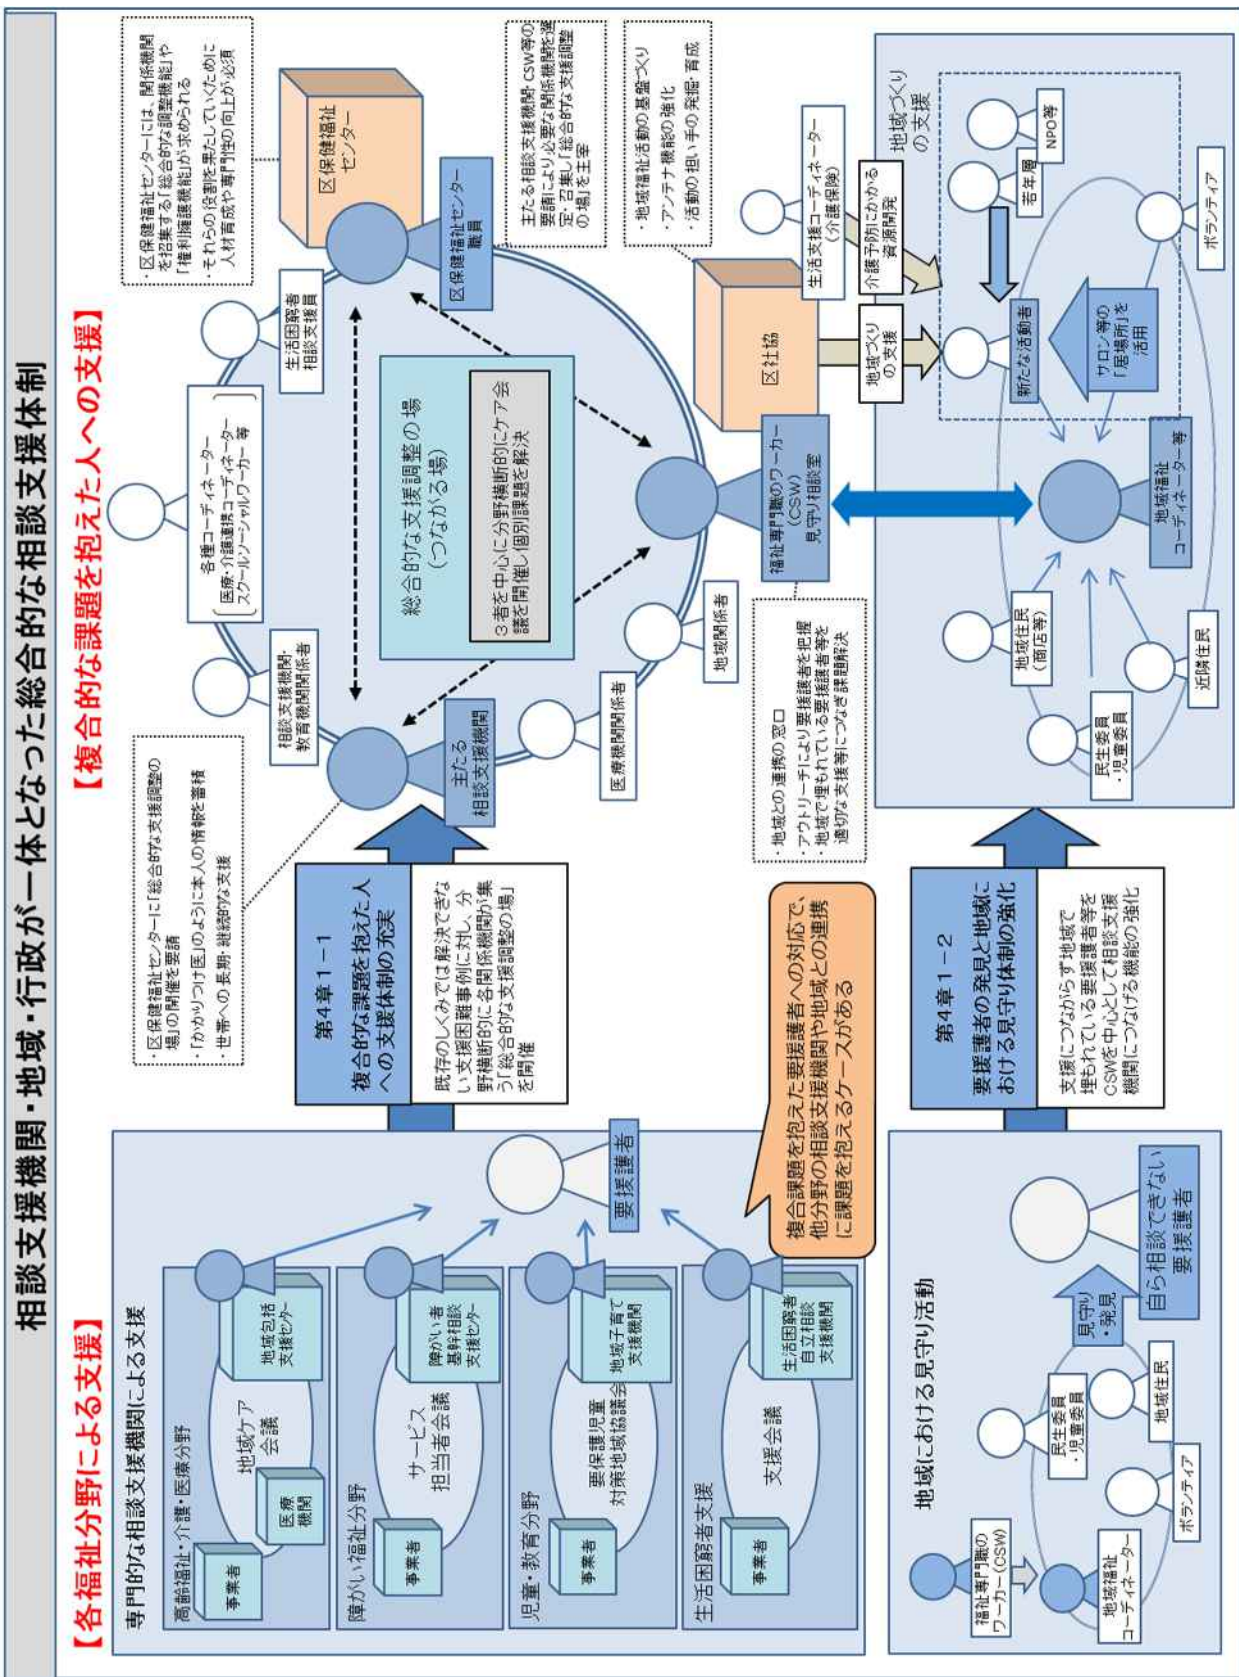 相談支援機関・地域・行政が一体となった総合的な相談支援体制
【各福祉分野による支援】
専門的な相談支援機関による支援
高齢福祉・介護・医療分野
事業者
医療
機関
地域ケア
会議
地域包括
支援センター
障がい福祉分野
事業者
サービス
担当者会議
障がい者
基幹相談
支援センター
児童・教育分野
事業者
要保護児童
対策地域協議会
地域子育て
支援機関
生活困窮者支援
事業者
支援会議
生活困窮者
自立相談
支援機関
要援護者
複合課題を抱えた要援護者への対応で、
他分野の相談支援機関や地域との連携
に課題を抱えるケースがある
地域における見守り活動
福祉専門職の
ワーカー(CSW)
地域福祉
コーディネーター
民生委員
・児童委員
地域住民
ボランティア
見守り
・発見
自ら相談できない
要援護者
第4章1-1
複合的な課題を抱えた人
への支援体制の充実
既存のしくみでは解決できな
い支援困難事例に対し、分
野横断的に各関係機関が集
う「総合的な支援調整の場」
を開催
第4章1-2
要援護者の発見と地域に
おける見守り体制の強化
支援につながらず地域で
埋もれている要援護者等を
CSWを中心として相談支援
機関につなげる機能の強化
【複合的な課題を抱えた人への支援】
・区保健福祉センターに「総合的な支援調整の
場」の開催を要請
・「かかりつけ医」のように本人の情報を蓄積
・世帯への長期・継続的な支援
主たる
相談支援機関
相談支援機関・
教育機関関係者
各種コーディネーター
医療・介護連携コーディネーター
スクールソーシャルワーカー 等
生活困窮者
相談支援員
区保健福祉
センター
区保健福祉センター
職員
・区保健福祉センターには、関係機関
を招集する「総合的な調整機能」や
「権利擁護機能」が求められる
・それらの役割を果たしていくために
人材育成や専門性の向上が必須
主たる相談支援機関・CSW等の
要請により必要な関係機関を選
定・召集し「総合的な支援調整
の場」を主宰
総合的な支援調整の場
(つながる場)
3者を中心に分野横断的にケア会
議を開催し個別課題を解決
医療機関関係者
地域関係者
福祉専門職のワーカー
(CSW)
見守り相談室
区社協
・地域福祉活動の基盤づくり
・アンテナ機能の強化
・活動の担い手の発掘・育成
・地域との連携の窓口
・アウトリーチにより要援護者を把握
・地域で埋もれている要援護者等を
適切な支援等につなぎ課題解決
生活支援コーディネーター
(介護保険)
地域づくり
の支援
介護予防にかかる
資源開発
地域づくり
の支援
民生委員
・児童委員
地域住民
(商店等)
近隣住民
地域福祉
コーディネーター等
新たな活動者
サロン等の
「居場所」を
活用
若年層
NPO等
ボランティア